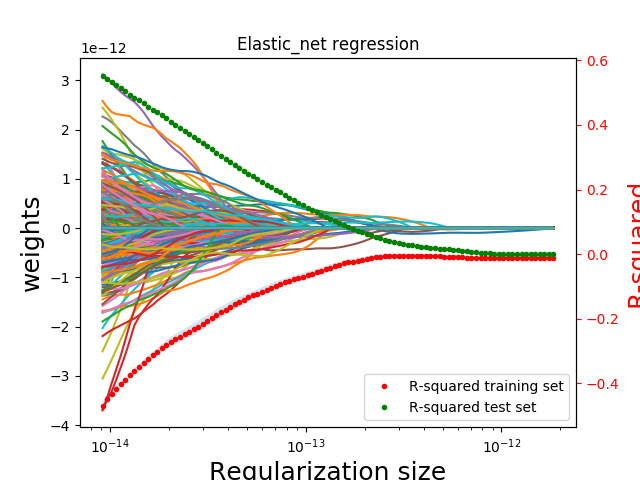 Elastic_net regression
1e−12
weights
3
2
1
0
−1
−2
−3
−4
0.6
0.4
0.2
0.0
−0.2
−0.4
R-squared
R-squared training set
R-squared test set
10⁻¹⁴
10⁻¹³
10⁻¹²
Regularization size